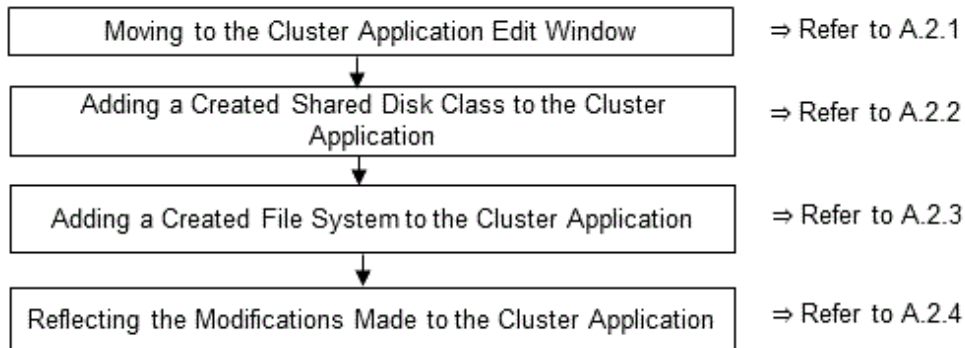 Moving to the Cluster Application Edit Window ⇒ Refer to A.2.1
Adding a Created Shared Disk Class to the Cluster
Application ⇒ Refer to A.2.2
Adding a Created File System to the Cluster Application ⇒ Refer to A.2.3
Reflecting the Modifications Made to the Cluster Application ⇒ Refer to A.2.4